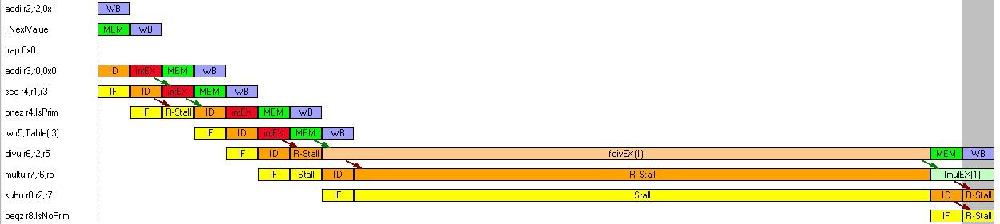 addi r2,r2,0x1 WB
j NextValue MEM WB
trap 0x0
addi r3,r0,0x0 ID intEX MEM WB
seq r4,r1,r3 IF ID intEX MEM WB
bnez r4,IsPrim IF R-Stall ID intEX MEM WB
lw r5,Table(r3) IF ID intEX MEM WB
divu r6,r2,r5 IF ID R-Stall fdivEX(1) MEM WB
multu r7,r6,r5 IF Stall ID R-Stall fmulEX(1)
subu r8,r2,r7 IF Stall ID R-Stall
beqz r8,IsNoPrim IF R-Stall